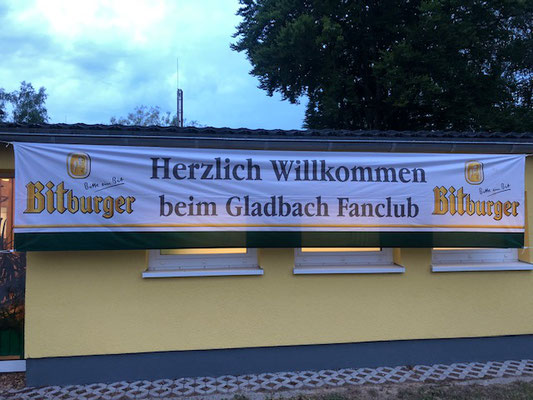 Herzlich Willkommen
beim Gladbach Fanclub
Bitte ein Bit
Bitburger
Bitte ein Bit
Bitburger